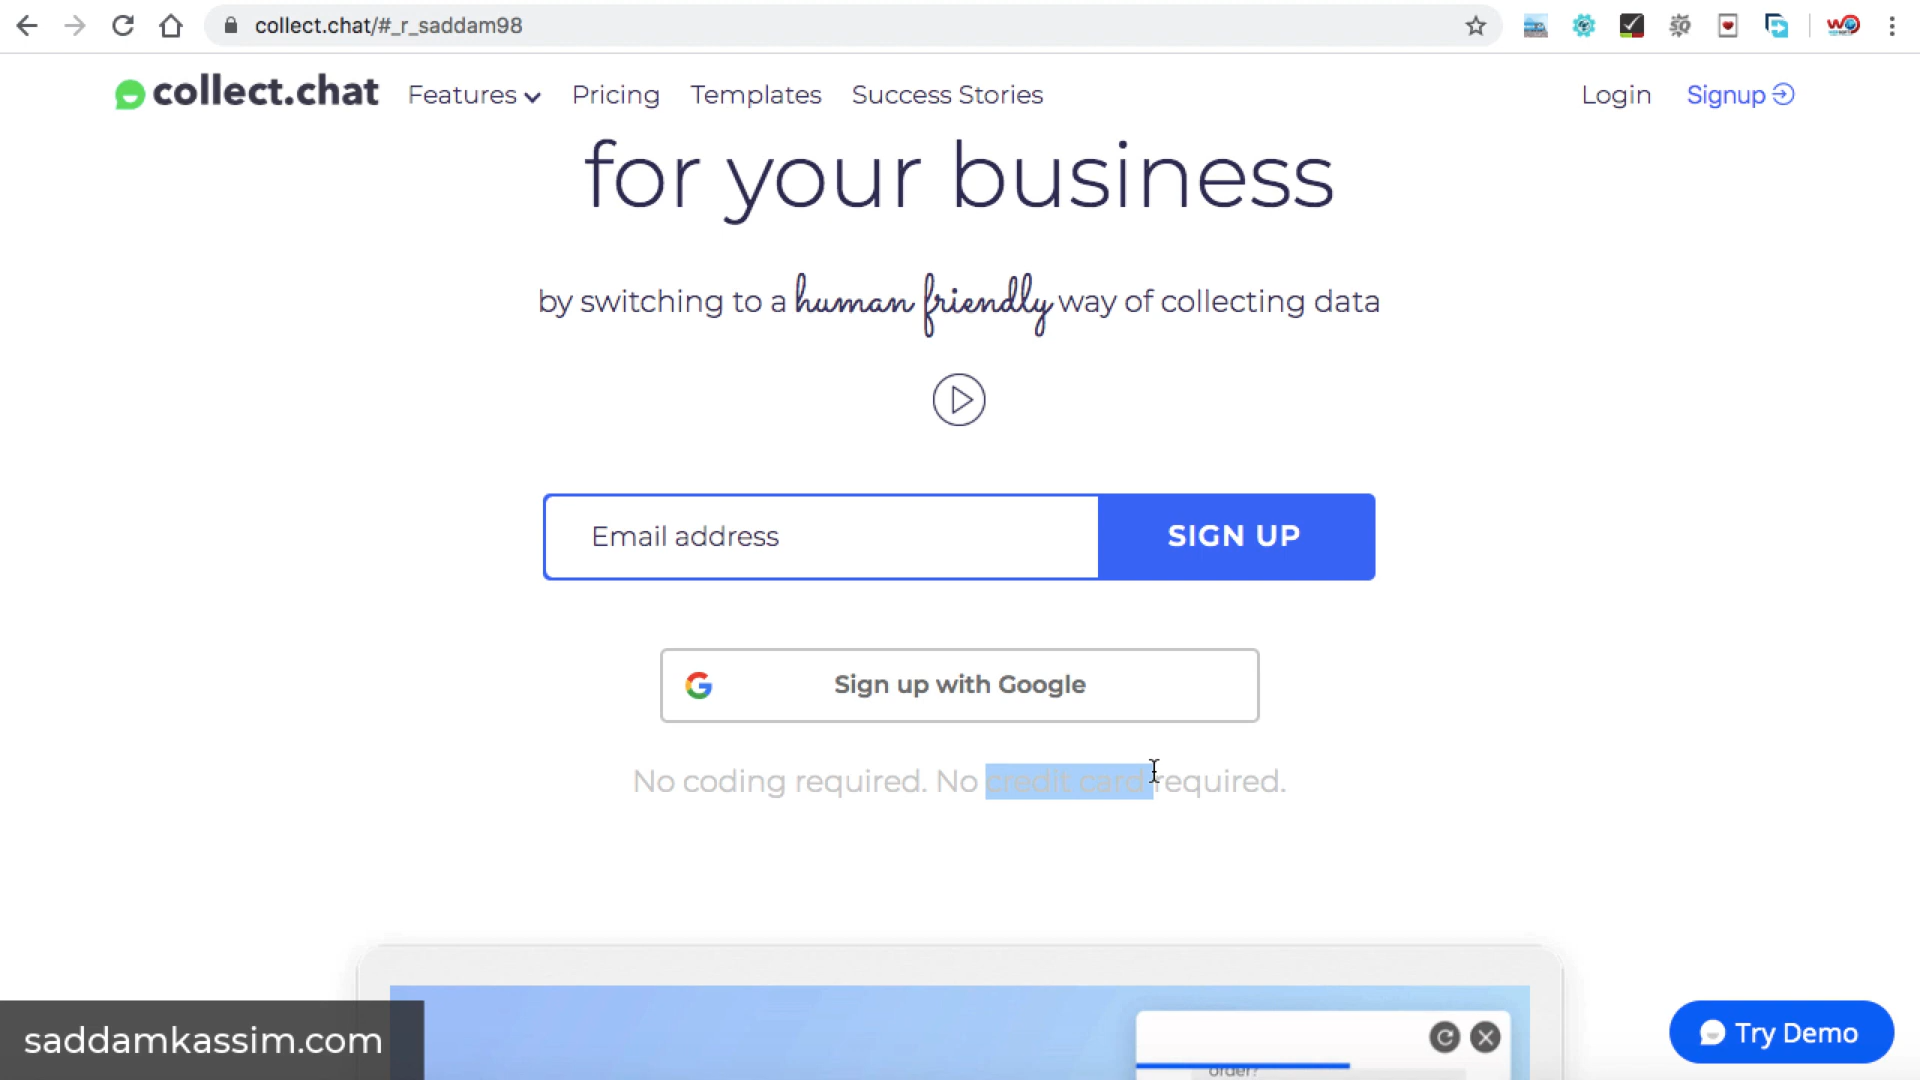 collect.chat/#_r_saddam98
collect.chat Features Pricing Templates Success Stories Login Signup
for your business
by switching to a human friendly way of collecting data
Email address SIGN UP
Sign up with Google
No coding required. No credit card required.
saddamkassim.com
order?
Try Demo